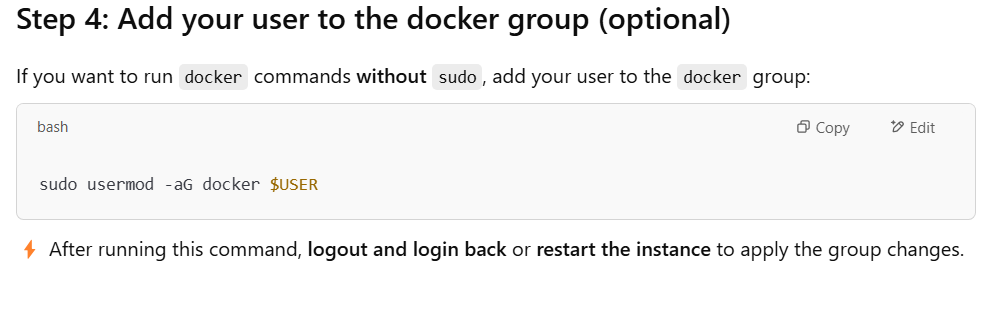 Step 4: Add your user to the docker group (optional)
If you want to run docker commands without sudo, add your user to the docker group:
bash Copy Edit
sudo usermod -aG docker $USER
⚡ After running this command, logout and login back or restart the instance to apply the group changes.